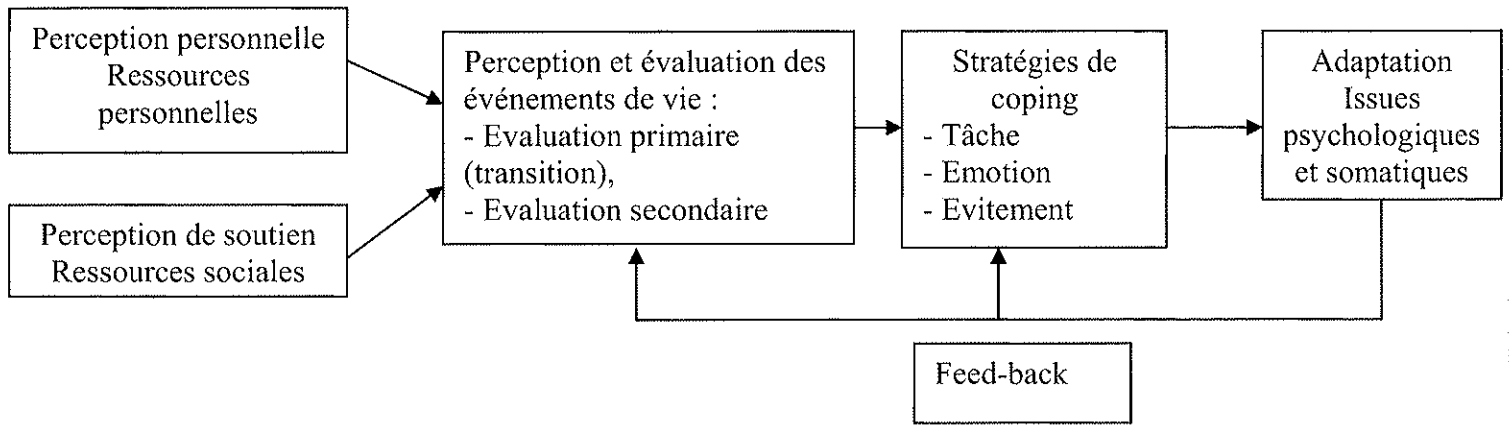 Perception personnelle
Ressources
personnelles
Perception de soutien
Ressources sociales
Perception et évaluation des
événements de vie :
- Evaluation primaire
(transition),
- Evaluation secondaire
Stratégies de
coping
- Tâche
- Emotion
- Evitement
Adaptation
Issues
psychologiques
et somatiques
Feed-back